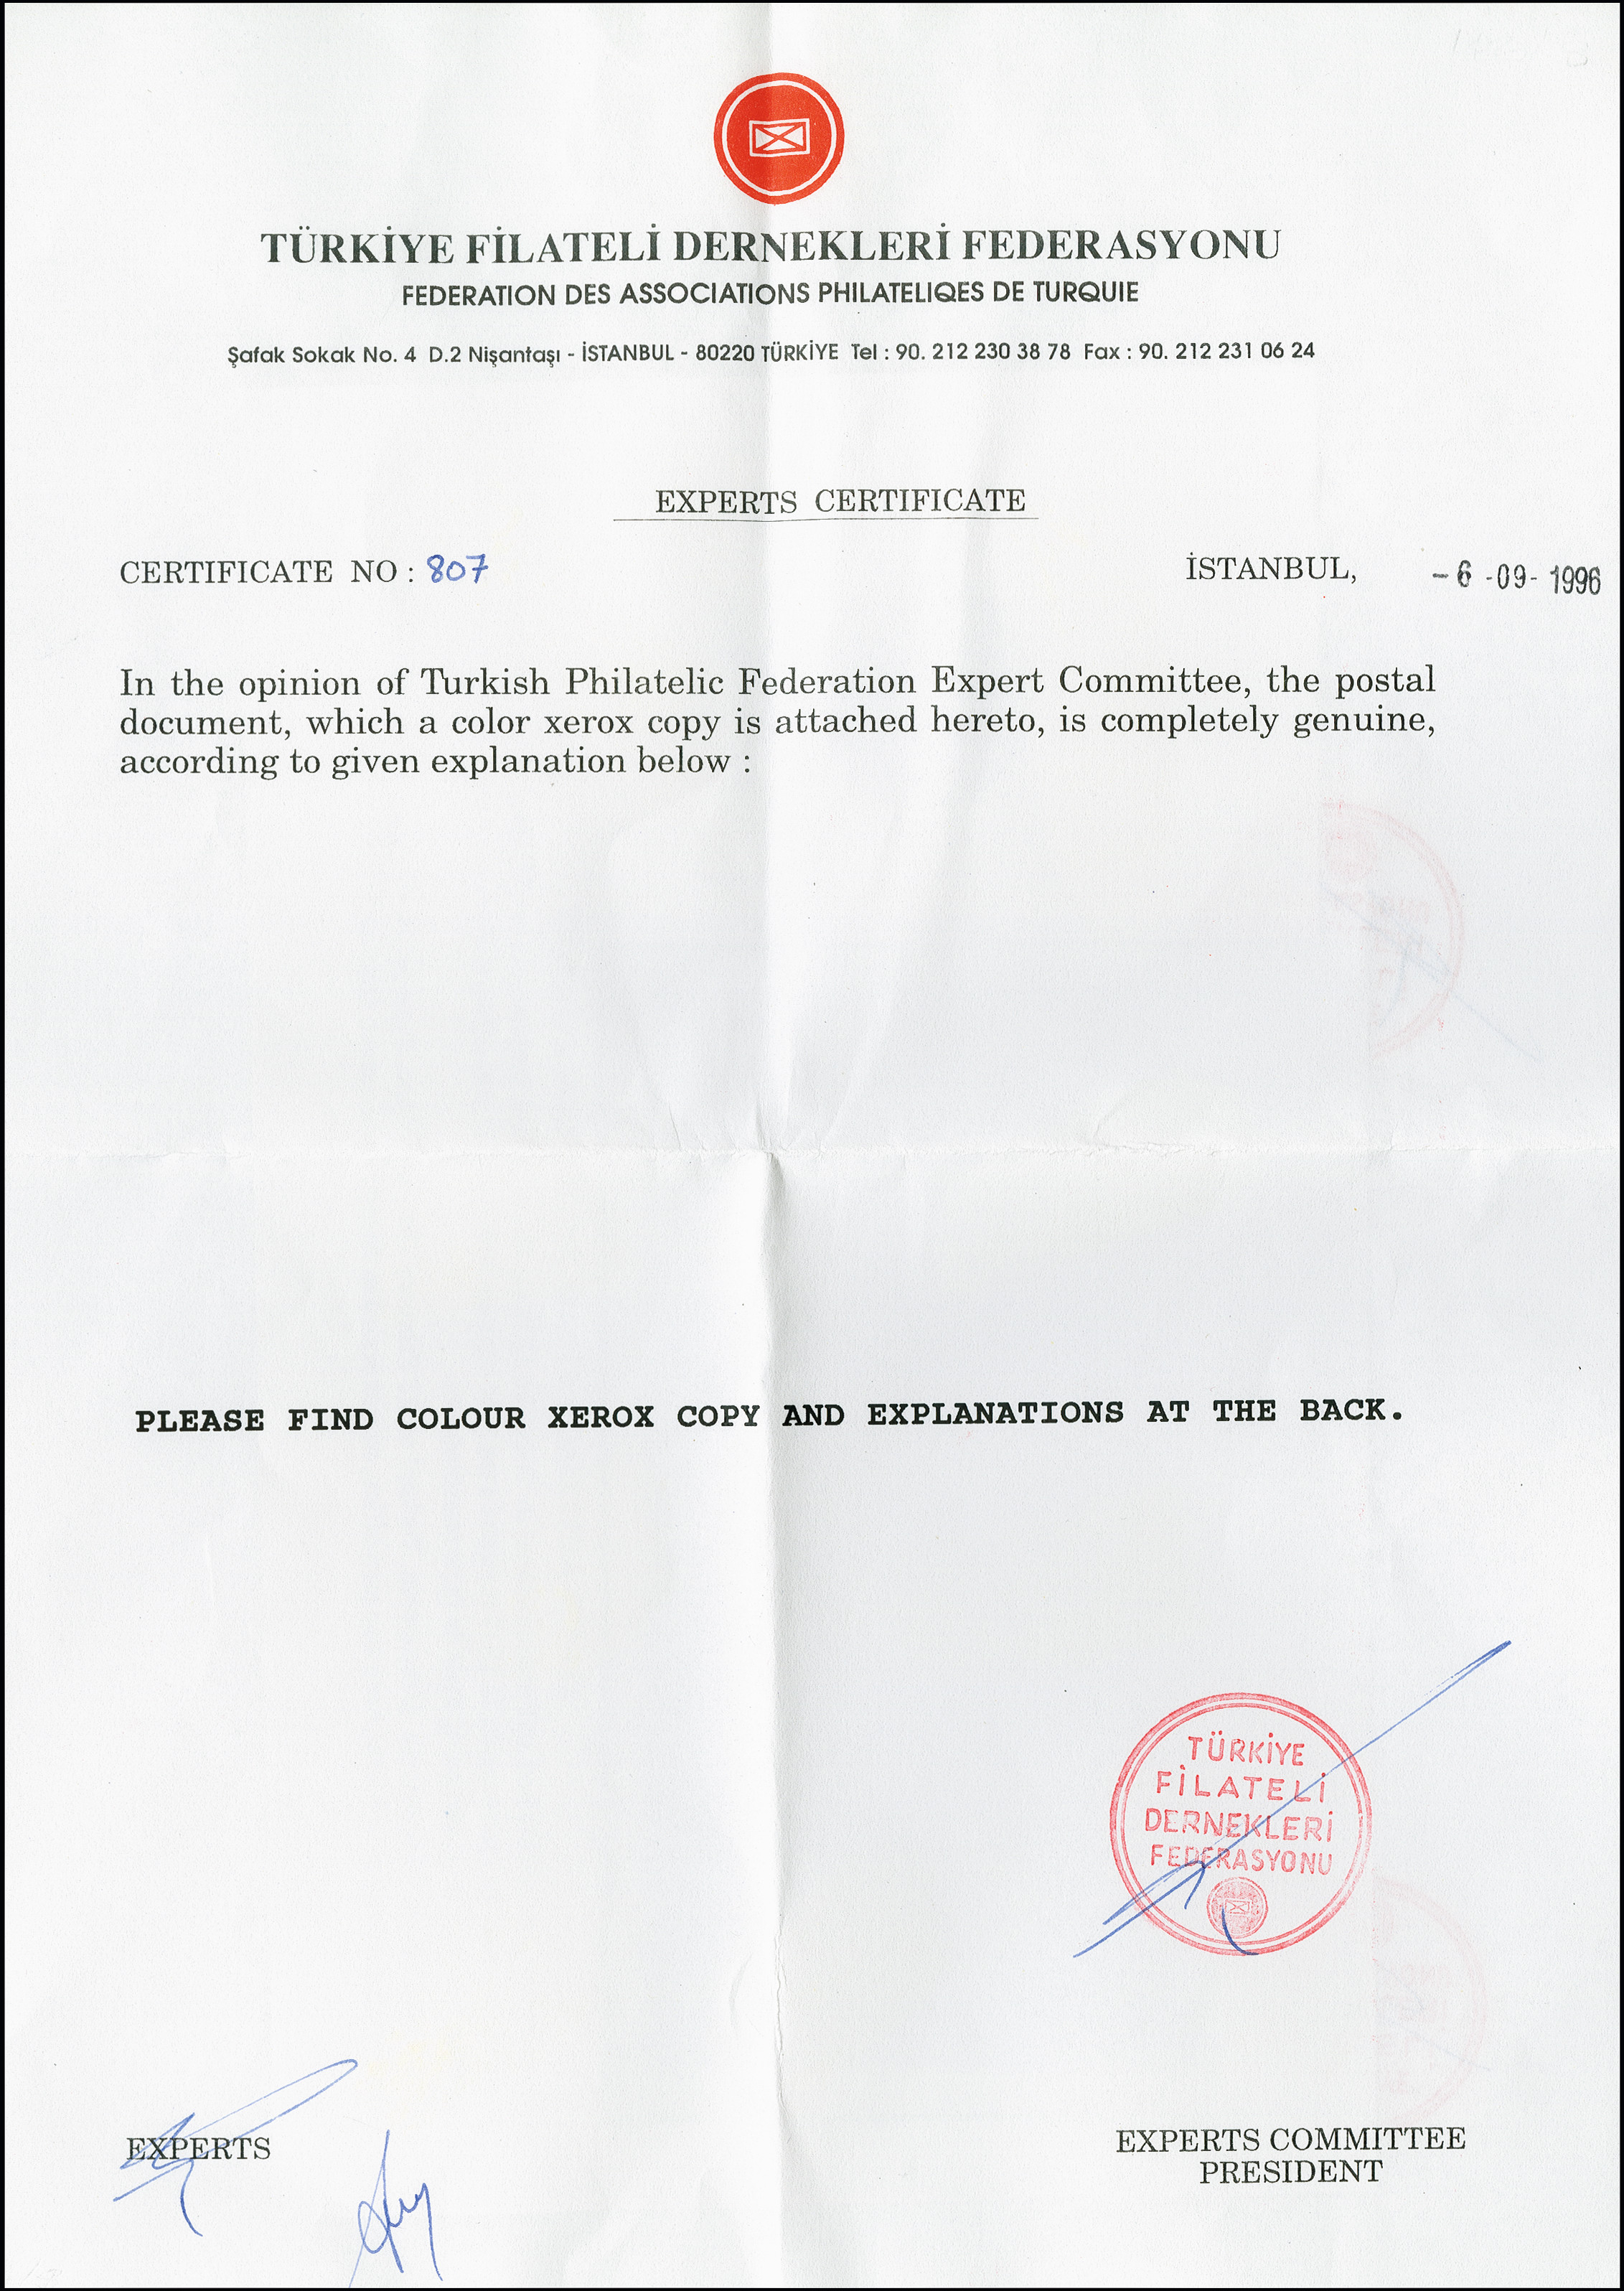 TÜRKİYE FİLATELİ DERNEKLERİ FEDERASYONU
FEDERATION DES ASSOCIATIONS PHILATELIQES DE TURQUIE
Şafak Sokak No. 4 D.2 Nişantaşı - İSTANBUL - 80220 TÜRKİYE Tel : 90. 212 230 38 78 Fax : 90. 212 231 06 24
EXPERTS CERTIFICATE
CERTIFICATE NO : 807
İSTANBUL, - 6 -09- 1996
In the opinion of Turkish Philatelic Federation Expert Committee, the postal
document, which a color xerox copy is attached hereto, is completely genuine,
according to given explanation below :
PLEASE FIND COLOUR XEROX COPY AND EXPLANATIONS AT THE BACK.
TÜRKİYE
FİLATELİ
DERNEKLERİ
FEDERASYONU
EXPERTS
EXPERTS COMMITTEE
PRESIDENT